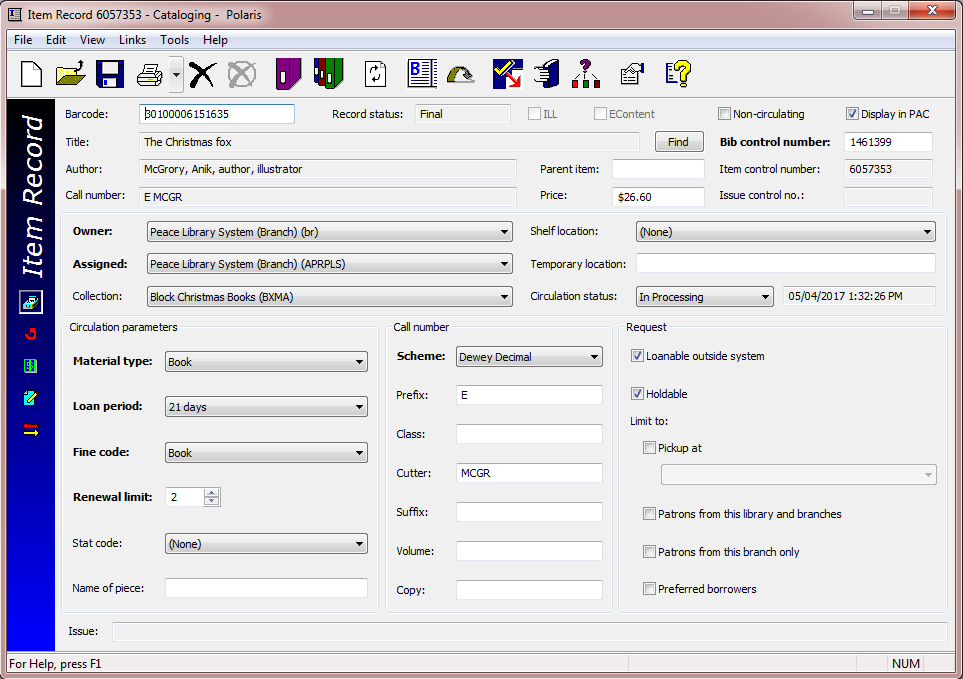 Item Record 6057353 - Cataloging - Polaris
File Edit View Links Tools Help
Item Record
Barcode: 30100006151635 Record status: Final ILL EContent Non-circulating Display in PAC
Title: The Christmas fox Find Bib control number: 1461399
Author: McGrory, Anik, author, illustrator Parent item: Item control number: 6057353
Call number: E MCGR Price: $26.60 Issue control no.:
Owner: Peace Library System (Branch) (br) Shelf location: (None)
Assigned: Peace Library System (Branch) (APRPLS) Temporary location:
Collection: Block Christmas Books (BXMA) Circulation status: In Processing 05/04/2017 1:32:26 PM
Circulation parameters
Material type: Book
Loan period: 21 days
Fine code: Book
Renewal limit: 2
Stat code: (None)
Name of piece:
Call number
Scheme: Dewey Decimal
Prefix: E
Class:
Cutter: MCGR
Suffix:
Volume:
Copy:
Request
Loanable outside system
Holdable
Limit to:
Pickup at
Patrons from this library and branches
Patrons from this branch only
Preferred borrowers
Issue:
For Help, press F1 NUM